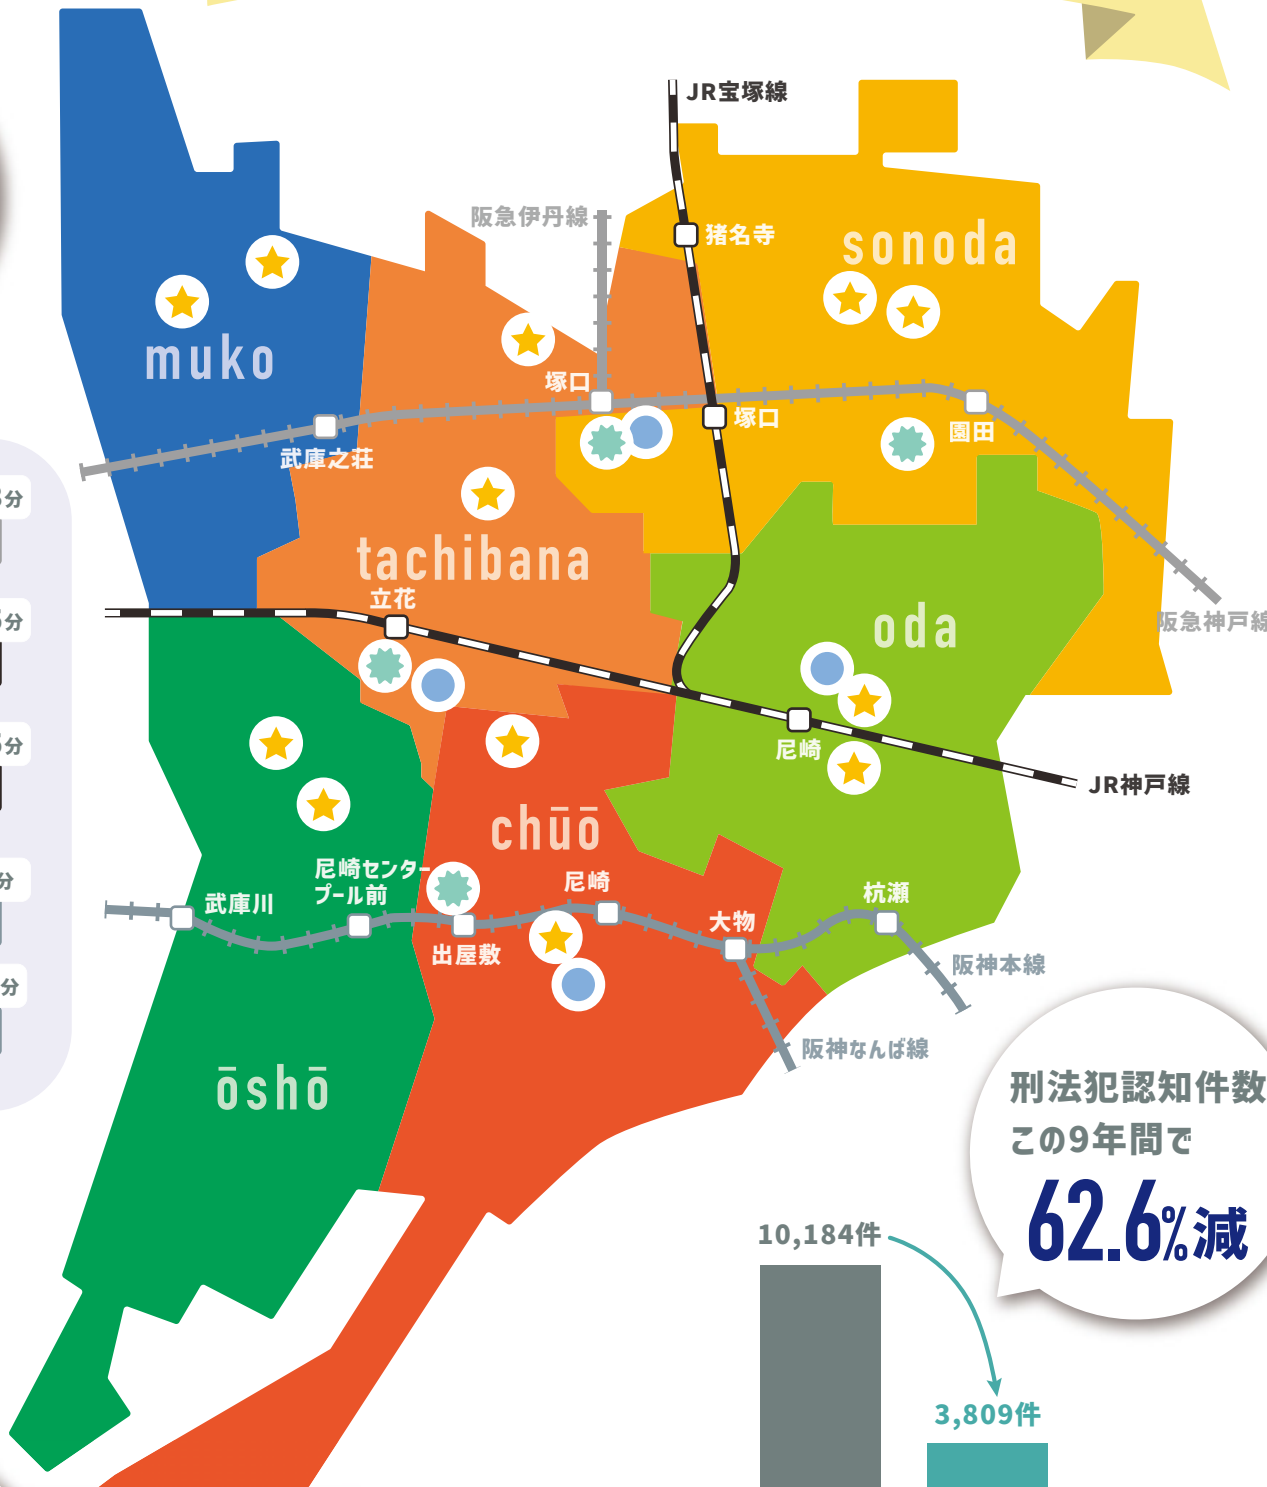 JR宝塚線
阪急伊丹線
猪名寺
sonoda
muko
塚口
塚口
園田
武庫之荘
分
tachibana
立花
分
阪急神戸線
oda
尼崎
分
JR神戸線
chūō
尼崎センター
プール前
尼崎
分
武庫川
杭瀬
大物
出屋敷
阪神本線
分
阪神なんば線
ōshō
刑法犯認知件数
この9年間で
62.6%減
10,184件
3,809件